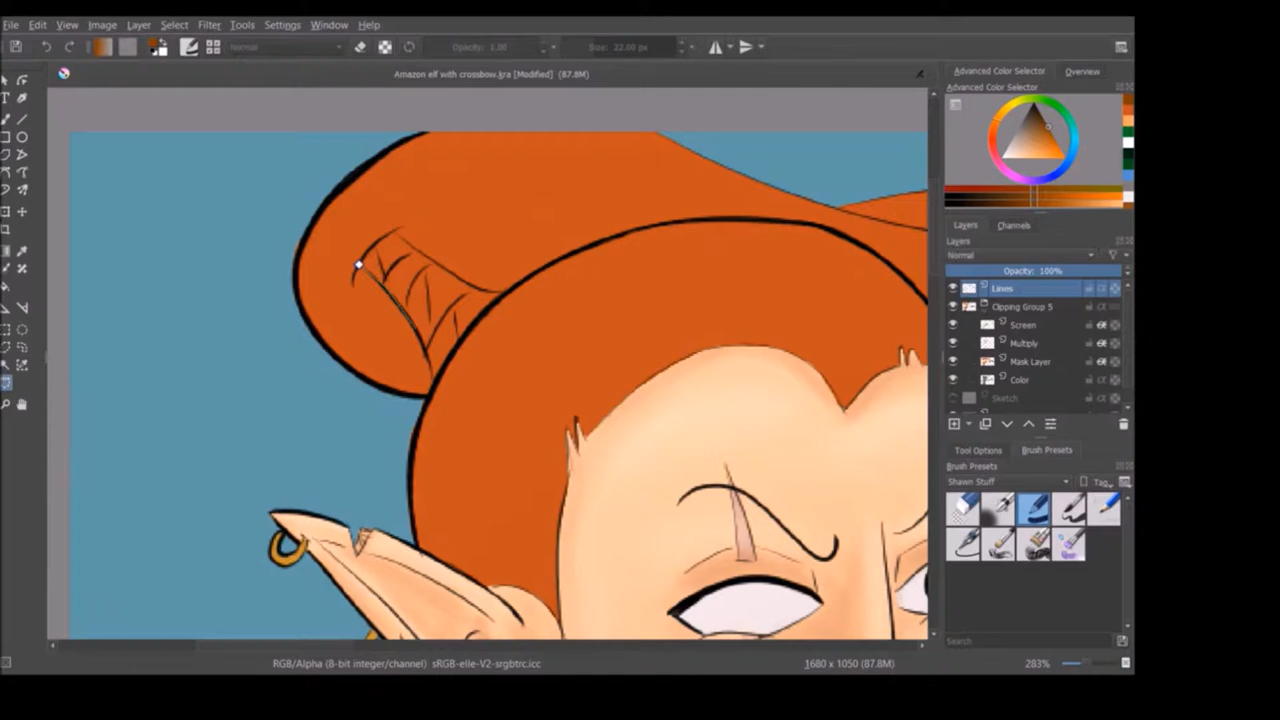 File Edit View Image Layer Select Filter Tools Settings Window Help
Normal Opacity: 1.00 Size: 22.00 px
Amazon elf with crossbow.kra [Modified] (87.8M)
Advanced Color Selector Overview
Advanced Color Selector
Layers Channels
Layers
Normal
Opacity: 100%
Lines
Clipping Group 5
Screen
Multiply
Mask Layer
Color
Sketch
Tool Options Brush Presets
Brush Presets
Shawn Stuff Tag
Search
RGB/Alpha (8-bit integer/channel) sRGB-elle-V2-srgbtrc.icc 1680 x 1050 (87.8M) 283%